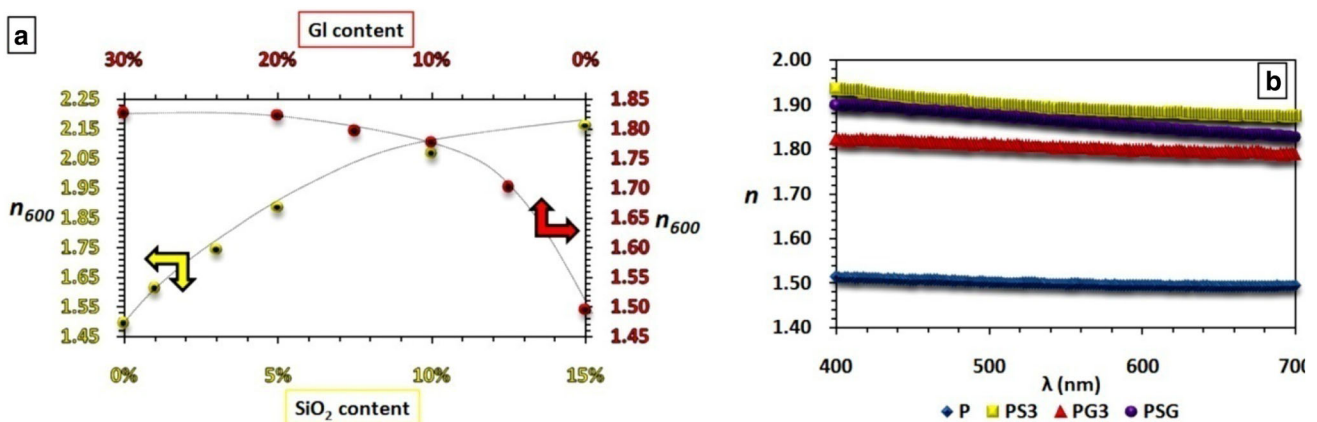 a
Gl content
30% 20% 10% 0%
2.25 1.85
2.15 1.80
2.05 1.75
1.95 1.70
1.85 1.65
n600 n600
1.75 1.60
1.65 1.55
1.55 1.50
1.45 1.45
0% 5% 10% 15%
SiO2 content
b
2.00
1.90
1.80
n 1.70
1.60
1.50
1.40
400 500 600 700
λ (nm)
P PS3 PG3 PSG